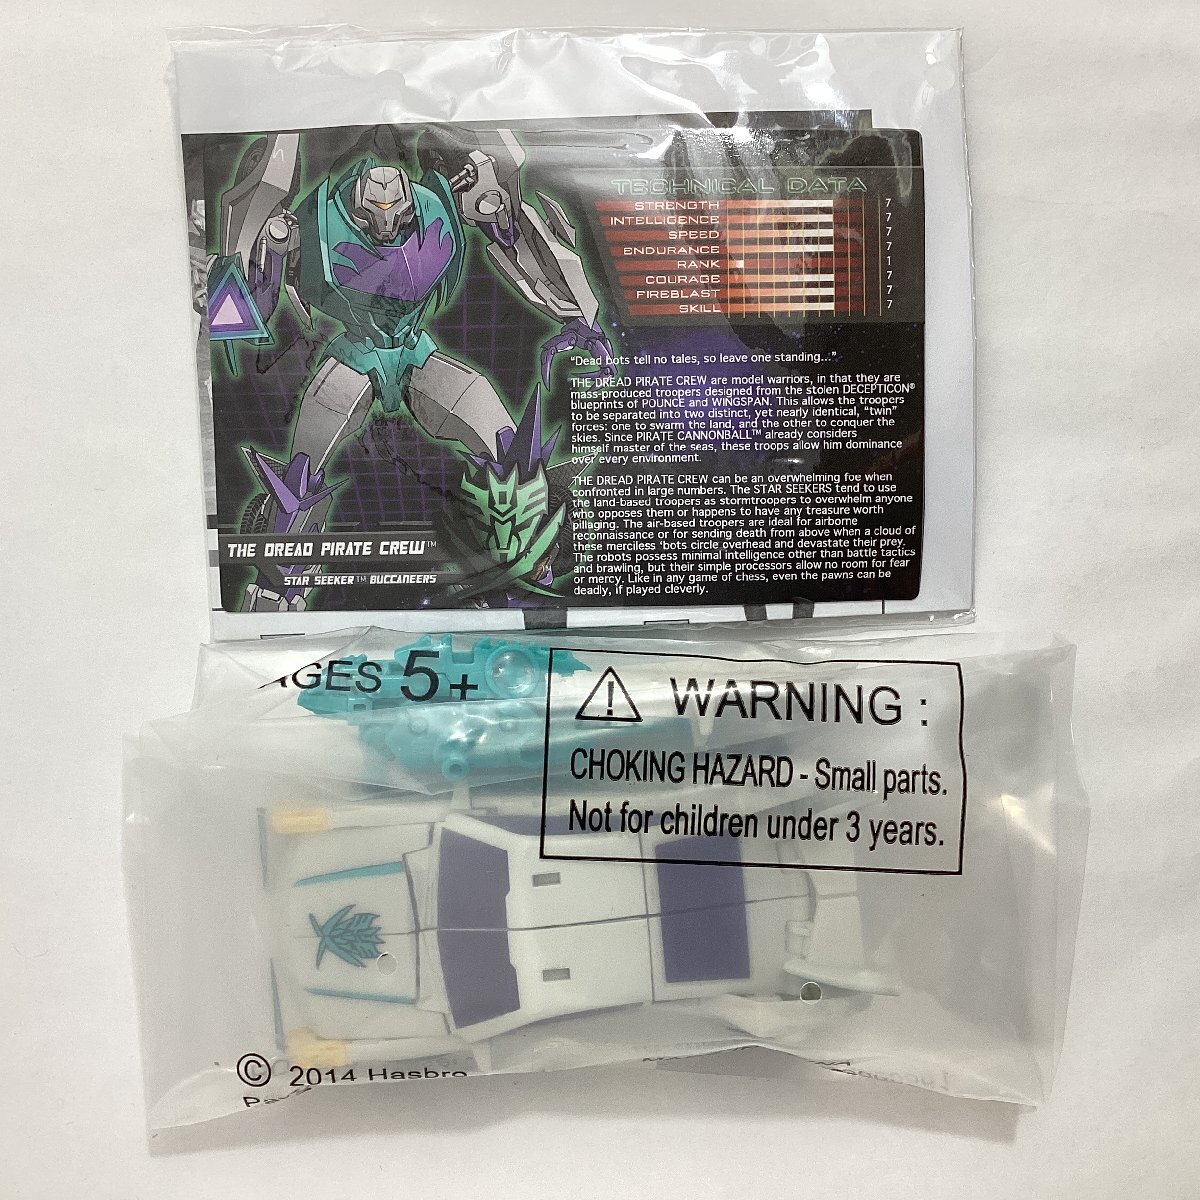 TECHNICAL DATA
STRENGTH 7
INTELLIGENCE 7
SPEED 7
ENDURANCE 7
RANK 1
COURAGE 7
FIREBLAST 7
SKILL 7
"Dead bots tell no tales, so leave one standing..."
THE DREAD PIRATE CREW are model warriors, in that they are
mass-produced troopers designed from the stolen DECEPTICON®
blueprints of POUNCE and WINGSPAN. This allows the troopers
to be separated into two distinct, yet nearly identical, "twin"
forces: one to swarm the land, and the other to conquer the
skies. Since PIRATE CANNONBALL™ already considers
himself master of the seas, these troops allow him dominance
over every environment.
THE DREAD PIRATE CREW can be an overwhelming foe when
confronted in large numbers. The STAR SEEKERS tend to use
the land-based troopers as stormtroopers to overwhelm anyone
who opposes them or happens to have any treasure worth
pillaging. The air-based troopers are ideal for airborne
reconnaissance or for sending death from above when a cloud of
these merciless 'bots circle overhead and devastate their prey.
The robots possess minimal intelligence other than battle tactics
and brawling, but their simple processors allow no room for fear
or mercy. Like in any game of chess, even the pawns can be
deadly, if played cleverly.
THE DREAD PIRATE CREW™
STAR SEEKER™ BUCCANEERS
AGES 5+
WARNING :
CHOKING HAZARD - Small parts.
Not for children under 3 years.
© 2014 Hasbro